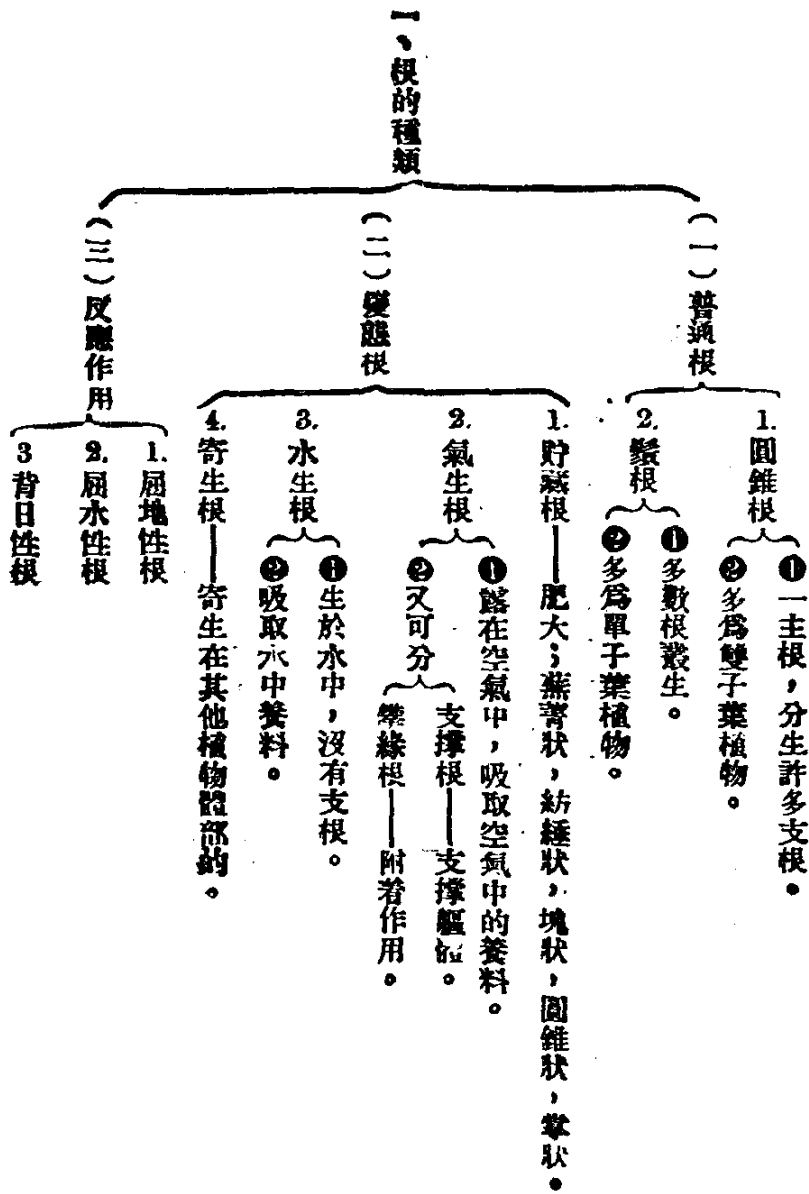 一、根的種類
（一）普通根
1.圓錐根
❶一主根，分生許多支根。
❷多爲雙子葉植物。
2.鬚根
❶多數根叢生。
❷多爲單子葉植物。
（二）變態根
1.貯藏根——肥大；蕪菁狀，紡錘狀，塊狀，圓錐狀，掌狀。
2.氣生根
❶露在空氣中，吸取空氣中的養料。
❷又可分
支撐根——支撐軀體。
攀緣根——附着作用。
3.水生根
❶生於水中，沒有支根。
❷吸取水中養料。
4.寄生根——寄生在其他植物體部的。
（三）反應作用
1.屈地性根
2.屈水性根
3背日性根